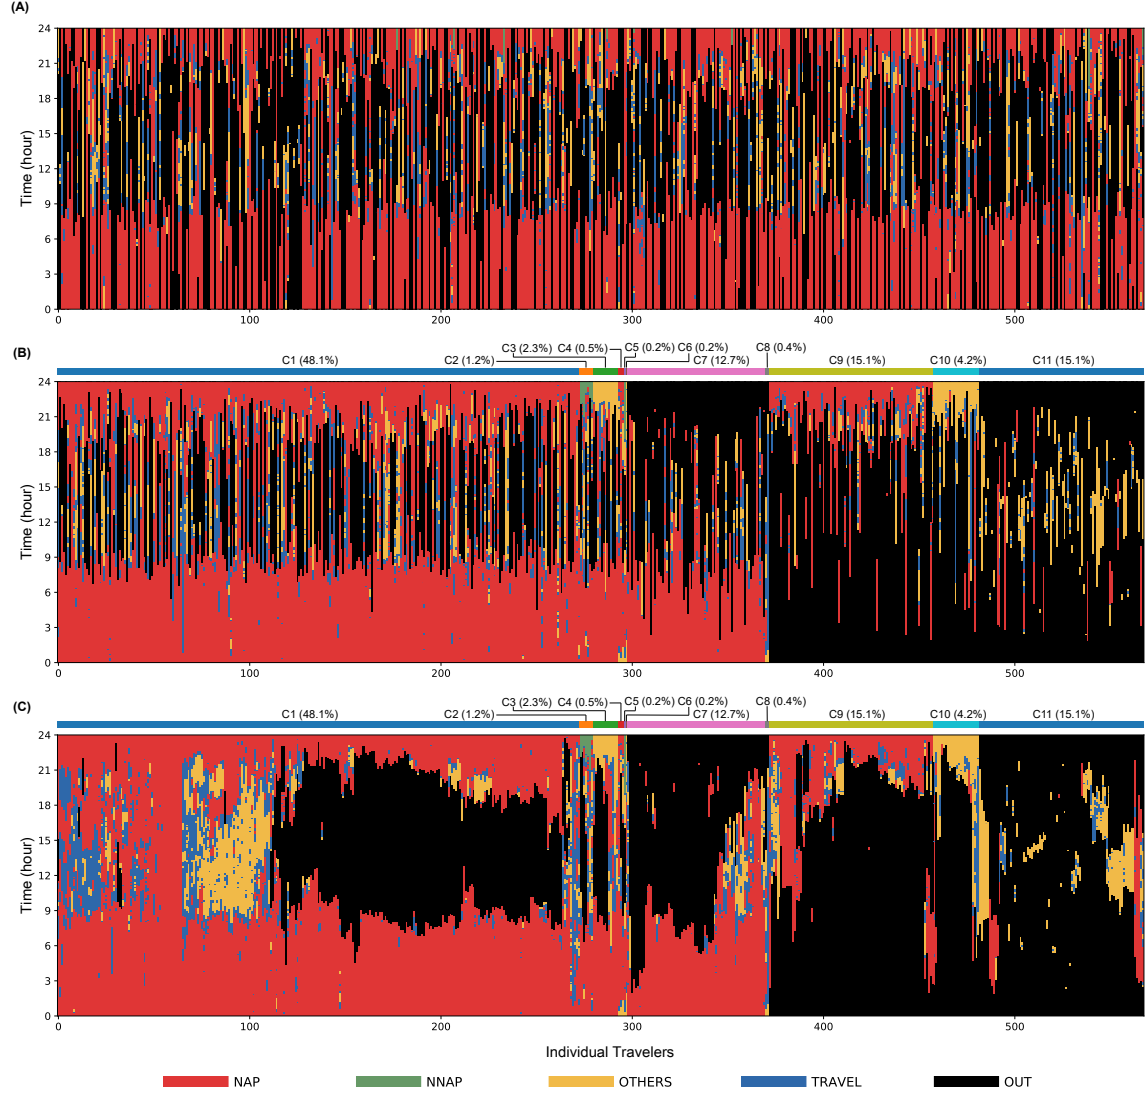 (A)
24
21
18
15
12
9
6
3
0
Time (hour)
0 100 200 300 400 500
(B)
C3 (2.3%) C4 (0.5%) C5 (0.2%) C6 (0.2%) C8 (0.4%)
C1 (48.1%) C2 (1.2%) C7 (12.7%) C9 (15.1%) C10 (4.2%) C11 (15.1%)
24
21
18
15
12
9
6
3
0
Time (hour)
0 100 200 300 400 500
(C)
C3 (2.3%) C4 (0.5%) C5 (0.2%) C6 (0.2%) C8 (0.4%)
C1 (48.1%) C2 (1.2%) C7 (12.7%) C9 (15.1%) C10 (4.2%) C11 (15.1%)
24
21
18
15
12
9
6
3
0
Time (hour)
0 100 200 300 400 500
Individual Travelers
NAP NNAP OTHERS TRAVEL OUT